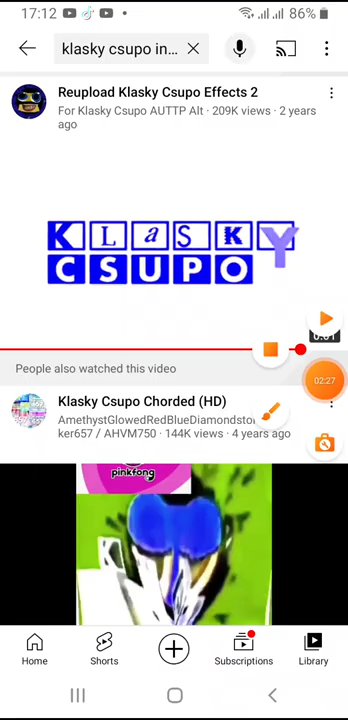 17:12
86%
klasky csupo in...
Reupload Klasky Csupo Effects 2
For Klasky Csupo AUTTP Alt · 209K views · 2 years
ago
KLaSKY
CSUPO
People also watched this video
02:27
Klasky Csupo Chorded (HD)
AmethystGlowedRedBlueDiamondsto
ker657 / AHVM750 · 144K views · 4 years ago
pinkfong
Home
Shorts
Subscriptions
Library